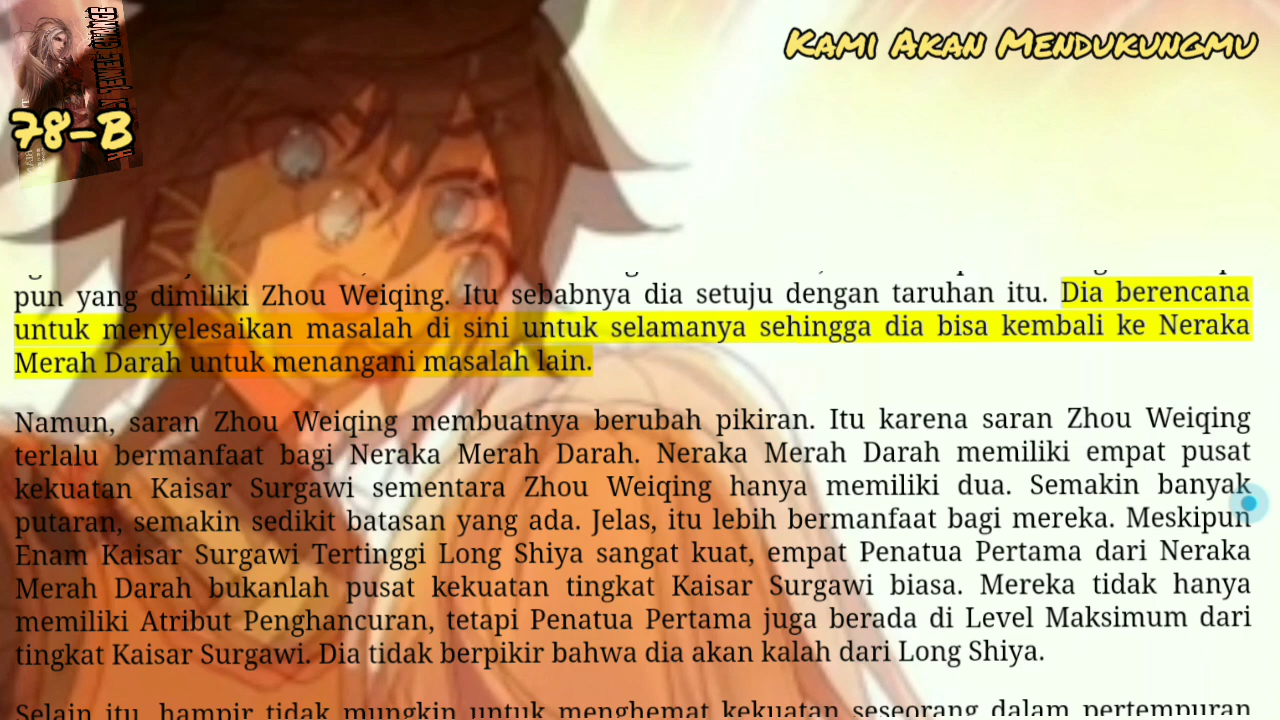 Kami Akan Mendukungmu
78-B
pun yang dimiliki Zhou Weiqing. Itu sebabnya dia setuju dengan taruhan itu. Dia berencana
untuk menyelesaikan masalah di sini untuk selamanya sehingga dia bisa kembali ke Neraka
Merah Darah untuk menangani masalah lain.
Namun, saran Zhou Weiqing membuatnya berubah pikiran. Itu karena saran Zhou Weiqing
terlalu bermanfaat bagi Neraka Merah Darah. Neraka Merah Darah memiliki empat pusat
kekuatan Kaisar Surgawi sementara Zhou Weiqing hanya memiliki dua. Semakin banyak
putaran, semakin sedikit batasan yang ada. Jelas, itu lebih bermanfaat bagi mereka. Meskipun
Enam Kaisar Surgawi Tertinggi Long Shiya sangat kuat, empat Penatua Pertama dari Neraka
Merah Darah bukanlah pusat kekuatan tingkat Kaisar Surgawi biasa. Mereka tidak hanya
memiliki Atribut Penghancuran, tetapi Penatua Pertama juga berada di Level Maksimum dari
tingkat Kaisar Surgawi. Dia tidak berpikir bahwa dia akan kalah dari Long Shiya.
Selain itu, hampir tidak mungkin untuk menghemat kekuatan seseorang dalam pertempuran